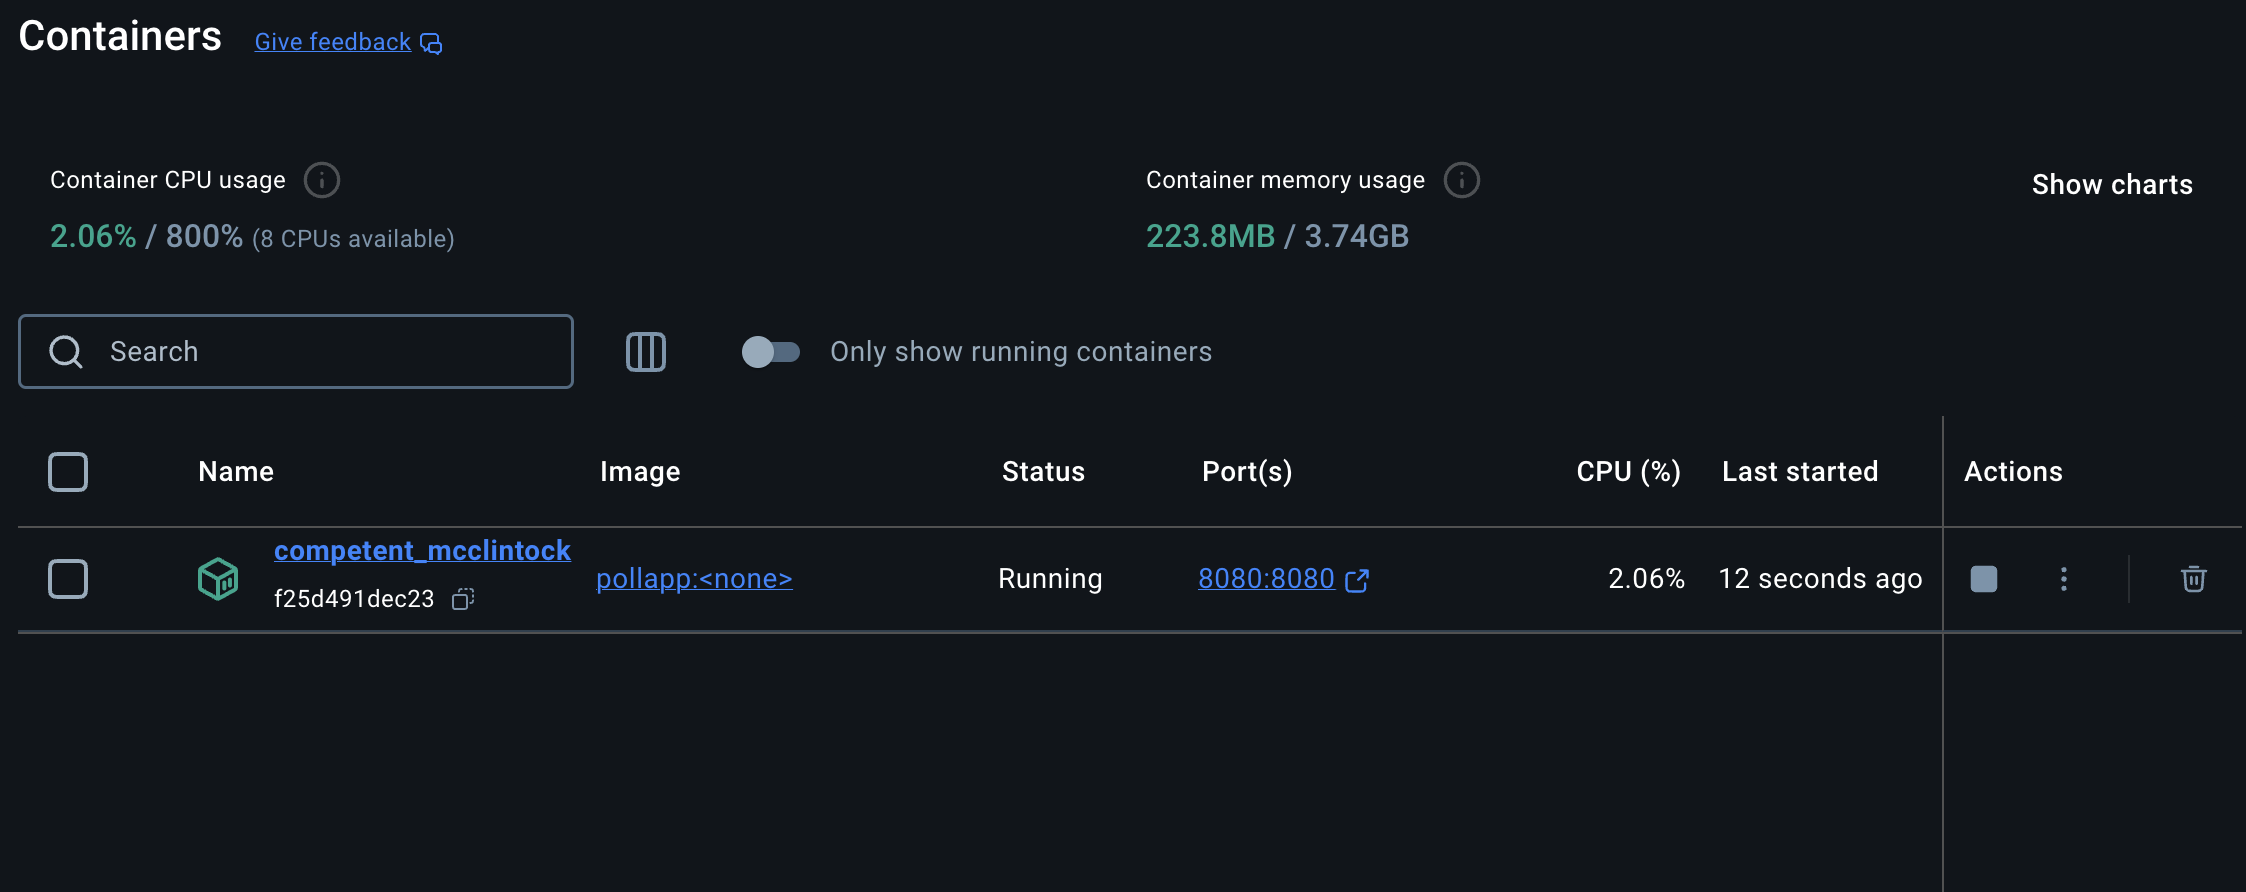 Containers Give feedback
Container CPU usage
2.06% / 800% (8 CPUs available)
Container memory usage
223.8MB / 3.74GB
Show charts
Search
Only show running containers
Name Image Status Port(s) CPU (%) Last started Actions
competent_mcclintock
f25d491dec23
pollapp:<none> Running 8080:8080 2.06% 12 seconds ago